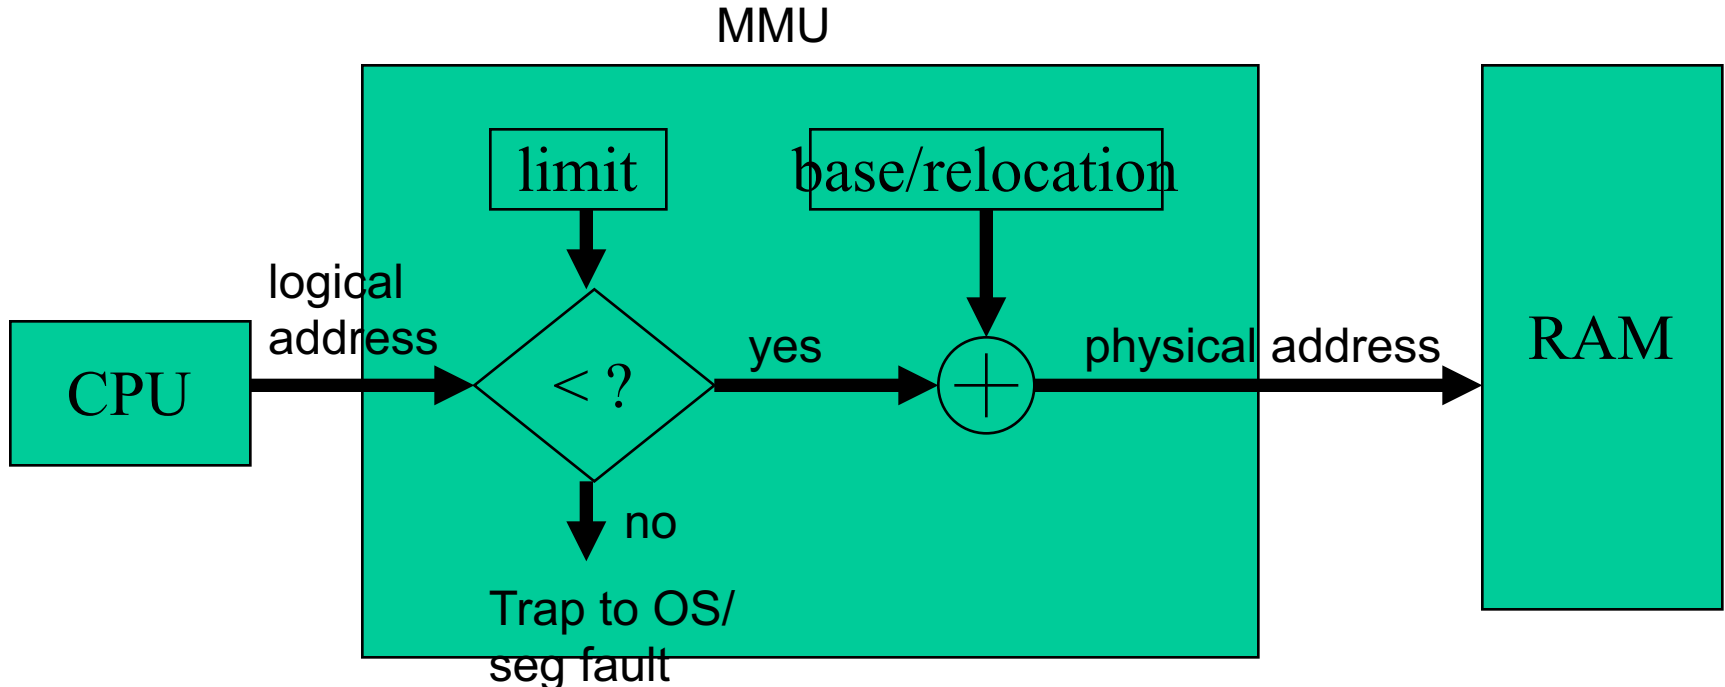 MMU
limit
base/relocation
logical
address
CPU
< ?
yes
physical address
RAM
no
Trap to OS/
seg fault